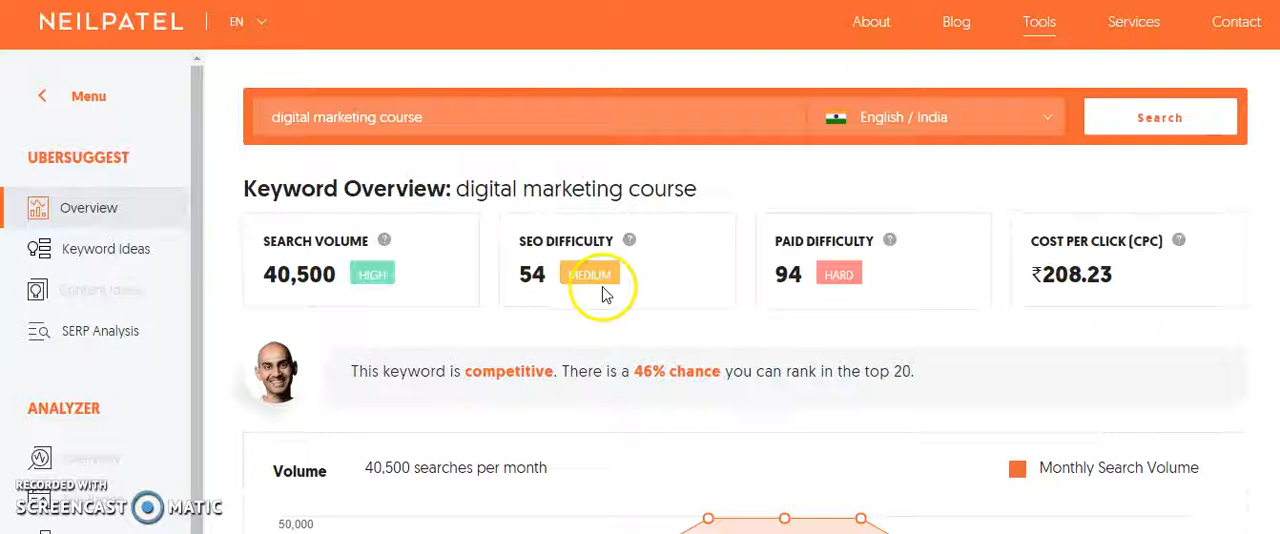 NEILPATEL
EN
About
Blog
Tools
Services
Contact
Menu
digital marketing course
English / India
Search
UBERSUGGEST
Overview
Keyword Ideas
Content Ideas
SERP Analysis
ANALYZER
Keyword Overview: digital marketing course
SEARCH VOLUME ?
40,500 HIGH
SEO DIFFICULTY ?
54 MEDIUM
PAID DIFFICULTY ?
94 HARD
COST PER CLICK (CPC) ?
₹208.23
This keyword is competitive. There is a 46% chance you can rank in the top 20.
Volume
40,500 searches per month
Monthly Search Volume
50,000
RECORDED WITH
SCREENCAST MATIC